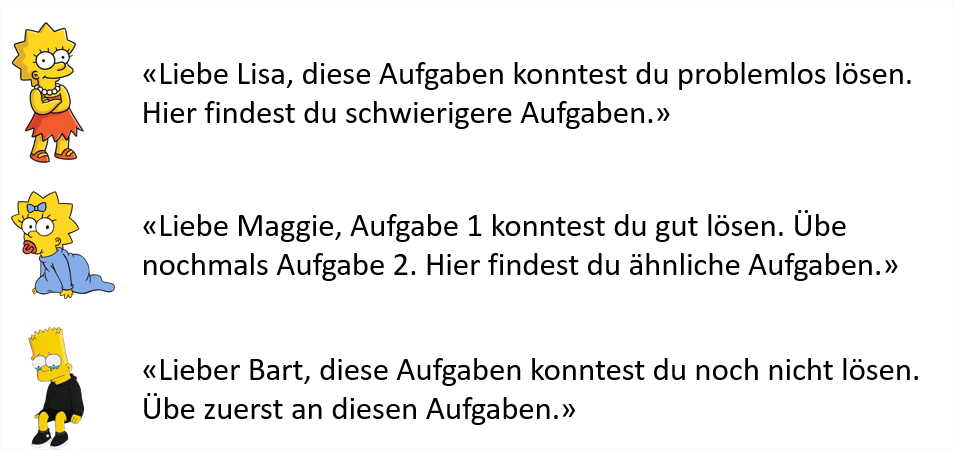 «Liebe Lisa, diese Aufgaben konntest du problemlos lösen.
Hier findest du schwierigere Aufgaben.»
«Liebe Maggie, Aufgabe 1 konntest du gut lösen. Übe
nochmals Aufgabe 2. Hier findest du ähnliche Aufgaben.»
«Lieber Bart, diese Aufgaben konntest du noch nicht lösen.
Übe zuerst an diesen Aufgaben.»